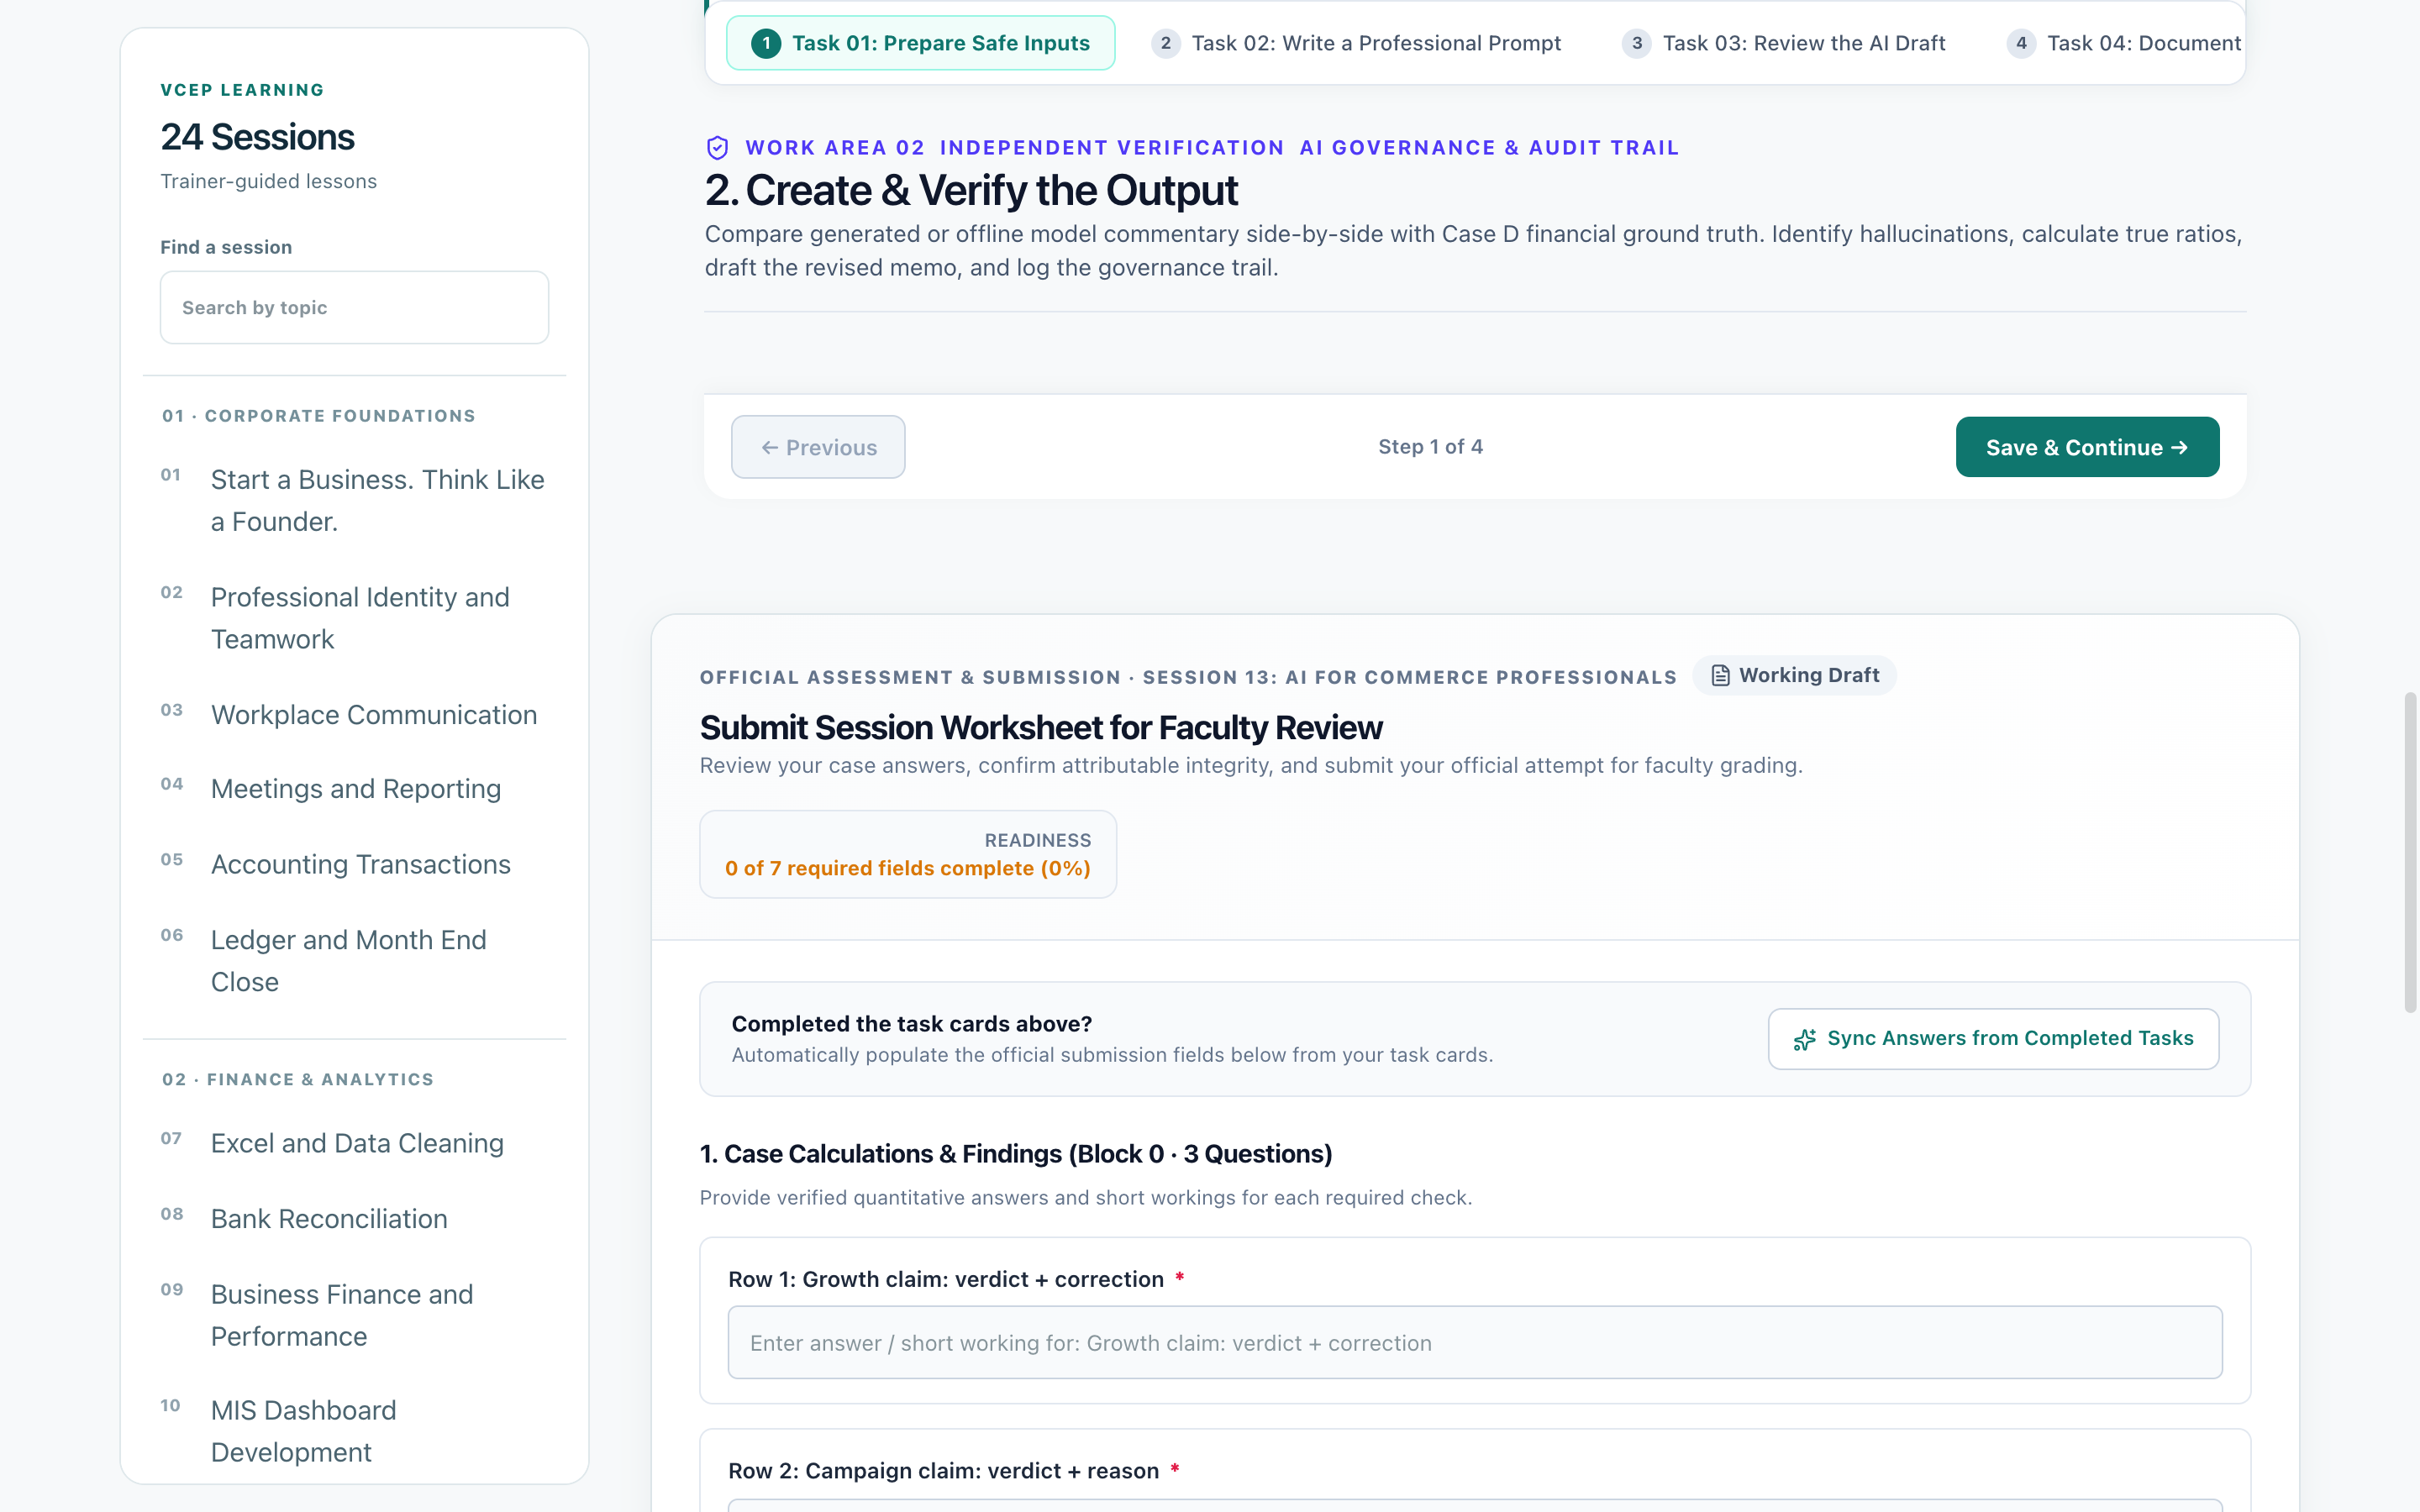 VCEP LEARNING
24 Sessions
Trainer-guided lessons
Find a session
Search by topic
01 · CORPORATE FOUNDATIONS
01 Start a Business. Think Like
a Founder.
02 Professional Identity and
Teamwork
03 Workplace Communication
04 Meetings and Reporting
05 Accounting Transactions
06 Ledger and Month End
Close
02 · FINANCE & ANALYTICS
07 Excel and Data Cleaning
08 Bank Reconciliation
09 Business Finance and
Performance
10 MIS Dashboard
Development
1 Task 01: Prepare Safe Inputs
2 Task 02: Write a Professional Prompt
3 Task 03: Review the AI Draft
4 Task 04: Document
WORK AREA 02 INDEPENDENT VERIFICATION AI GOVERNANCE & AUDIT TRAIL
2. Create & Verify the Output
Compare generated or offline model commentary side-by-side with Case D financial ground truth. Identify hallucinations, calculate true ratios,
draft the revised memo, and log the governance trail.
← Previous
Step 1 of 4
Save & Continue →
OFFICIAL ASSESSMENT & SUBMISSION · SESSION 13: AI FOR COMMERCE PROFESSIONALS
Working Draft
Submit Session Worksheet for Faculty Review
Review your case answers, confirm attributable integrity, and submit your official attempt for faculty grading.
READINESS
0 of 7 required fields complete (0%)
Completed the task cards above?
Automatically populate the official submission fields below from your task cards.
Sync Answers from Completed Tasks
1. Case Calculations & Findings (Block 0 · 3 Questions)
Provide verified quantitative answers and short workings for each required check.
Row 1: Growth claim: verdict + correction *
Enter answer / short working for: Growth claim: verdict + correction
Row 2: Campaign claim: verdict + reason *